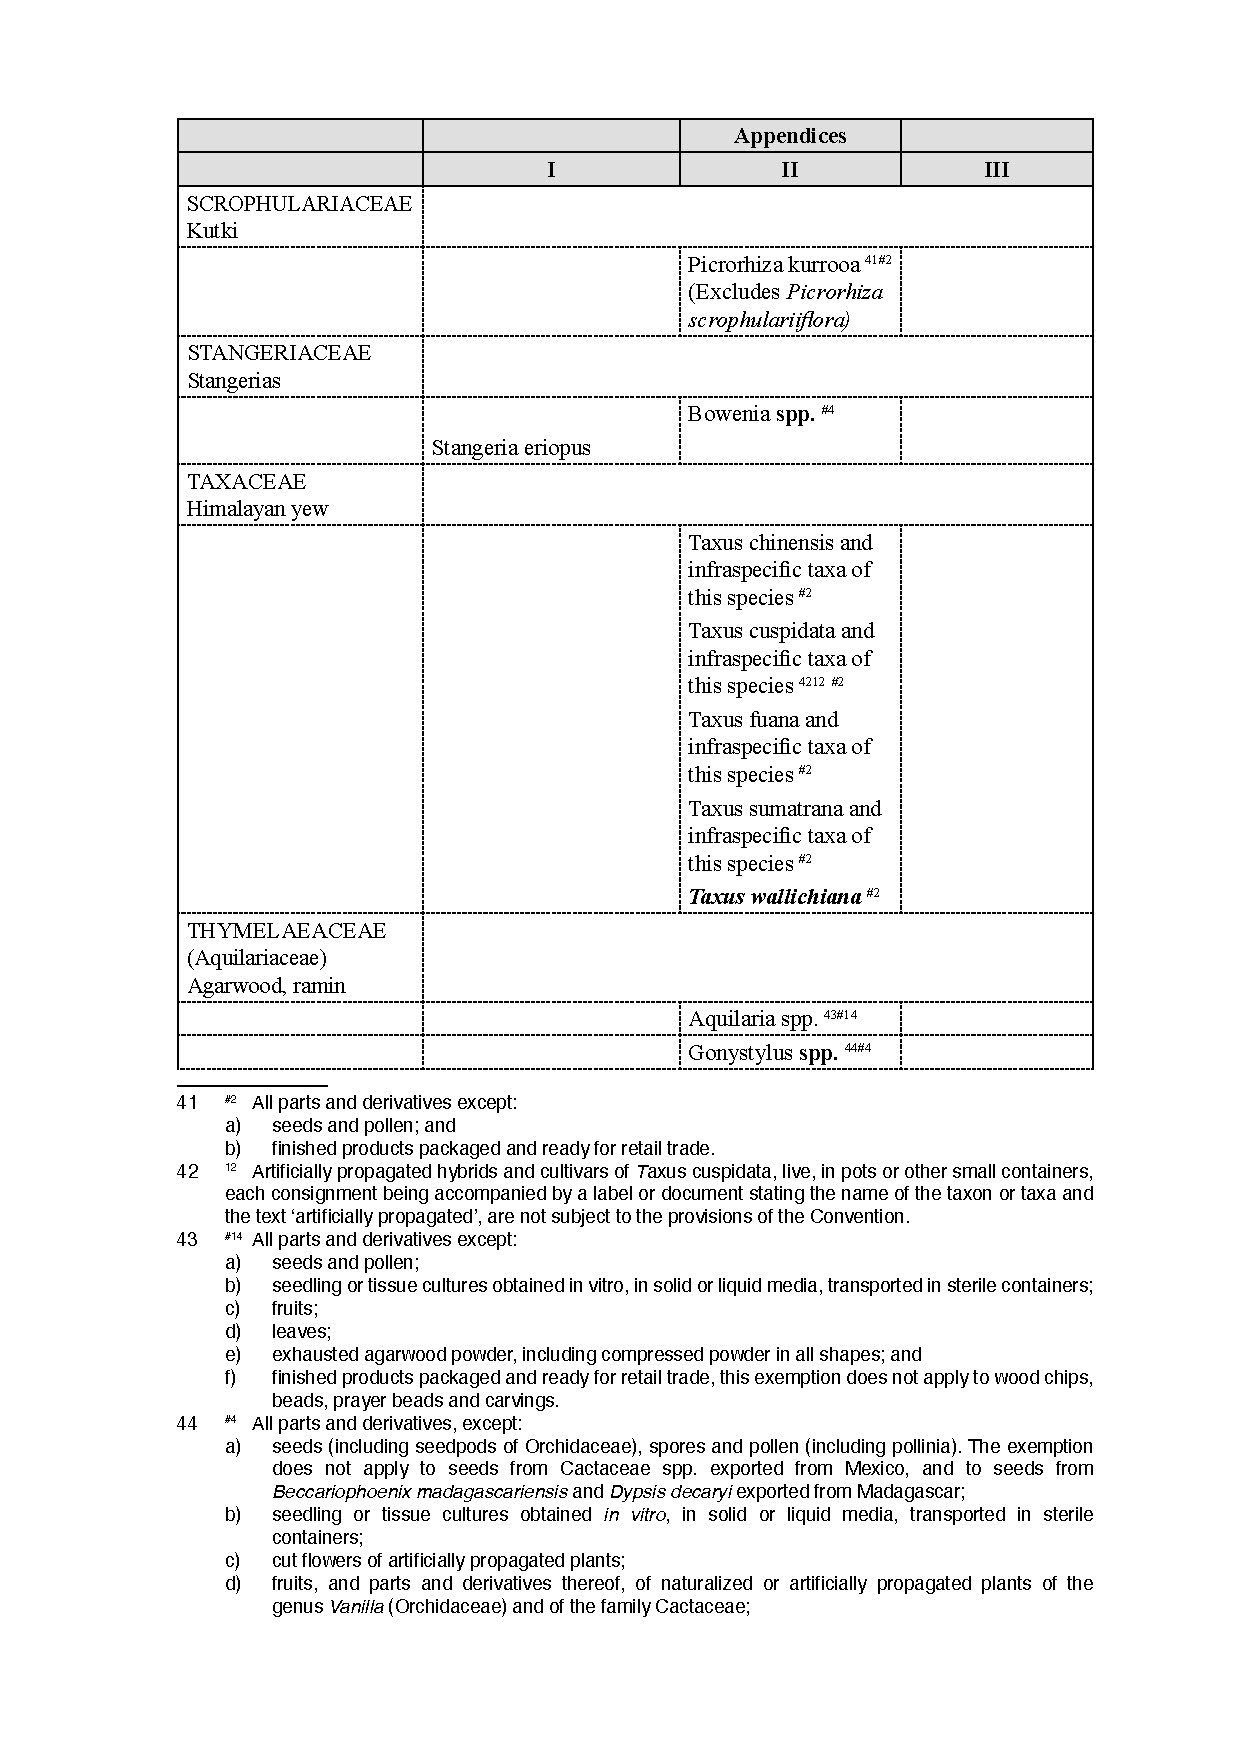 Appendices
I II III
SCROPHULARIACEAE
Kutki
Picrorhiza kurrooa 41#2
(Excludes Picrorhiza
scrophulariiflora)
STANGERIACEAE
Stangerias
Bowenia spp. #4
Stangeria eriopus
TAXACEAE
Himalayan yew
Taxus chinensis and
infraspecific taxa of
this species #2
Taxus cuspidata and
infraspecific taxa of
this species 4212 #2
Taxus fuana and
infraspecific taxa of
this species #2
Taxus sumatrana and
infraspecific taxa of
this species #2
Taxus wallichiana #2
THYMELAEACEAE
(Aquilariaceae)
Agarwood, ramin
Aquilaria spp. 43#14
Gonystylus spp. 44#4
41 #2 All parts and derivatives except:
a) seeds and pollen; and
b) finished products packaged and ready for retail trade.
42 12 Artificially propagated hybrids and cultivars of Taxus cuspidata, live, in pots or other small containers,
each consignment being accompanied by a label or document stating the name of the taxon or taxa and
the text ‘artificially propagated’, are not subject to the provisions of the Convention.
43 #14 All parts and derivatives except:
a) seeds and pollen;
b) seedling or tissue cultures obtained in vitro, in solid or liquid media, transported in sterile containers;
c) fruits;
d) leaves;
e) exhausted agarwood powder, including compressed powder in all shapes; and
f) finished products packaged and ready for retail trade, this exemption does not apply to wood chips,
beads, prayer beads and carvings.
44 #4 All parts and derivatives, except:
a) seeds (including seedpods of Orchidaceae), spores and pollen (including pollinia). The exemption
does not apply to seeds from Cactaceae spp. exported from Mexico, and to seeds from
Beccariophoenix madagascariensis and Dypsis decaryi exported from Madagascar;
b) seedling or tissue cultures obtained in vitro, in solid or liquid media, transported in sterile
containers;
c) cut flowers of artificially propagated plants;
d) fruits, and parts and derivatives thereof, of naturalized or artificially propagated plants of the
genus Vanilla (Orchidaceae) and of the family Cactaceae;